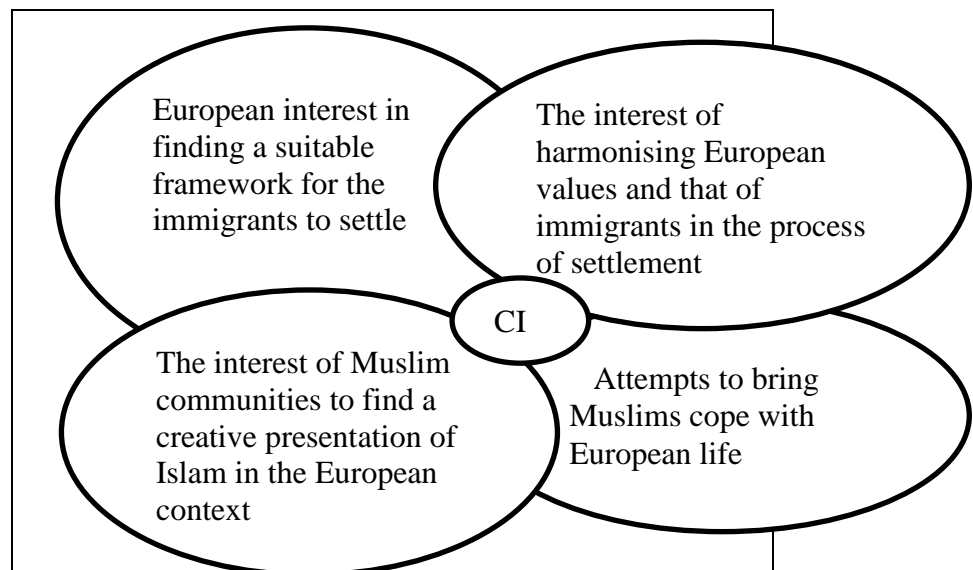 European interest in
finding a suitable
framework for the
immigrants to settle
The interest of
harmonising European
values and that of
immigrants in the process
of settlement
CI
The interest of Muslim
communities to find a
creative presentation of
Islam in the European
context
Attempts to bring
Muslims cope with
European life